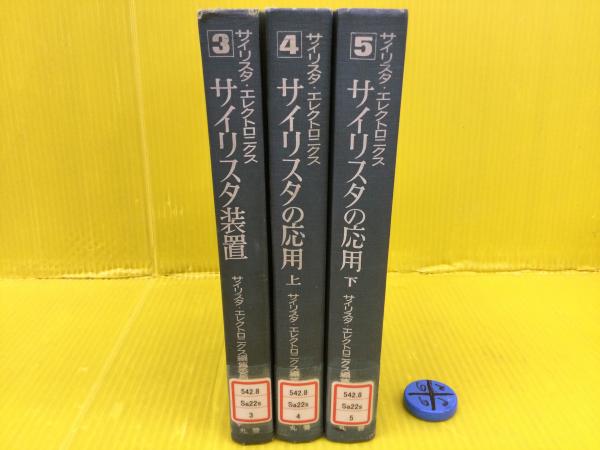 3
サイリスタ・エレクトロニクス
サイリスタ装置
サイリスタ・エレクトロニクス編集委員
542.8
Sa22s
3
丸善
4
サイリスタ・エレクトロニクス
サイリスタの応用 上
サイリスタ・エレクトロニクス編
542.8
Sa22s
4
丸善
5
サイリスタ・エレクトロニクス
サイリスタの応用 下
サイリスタ・エレクトロニクス編
542.8
Sa22s
5
丸善